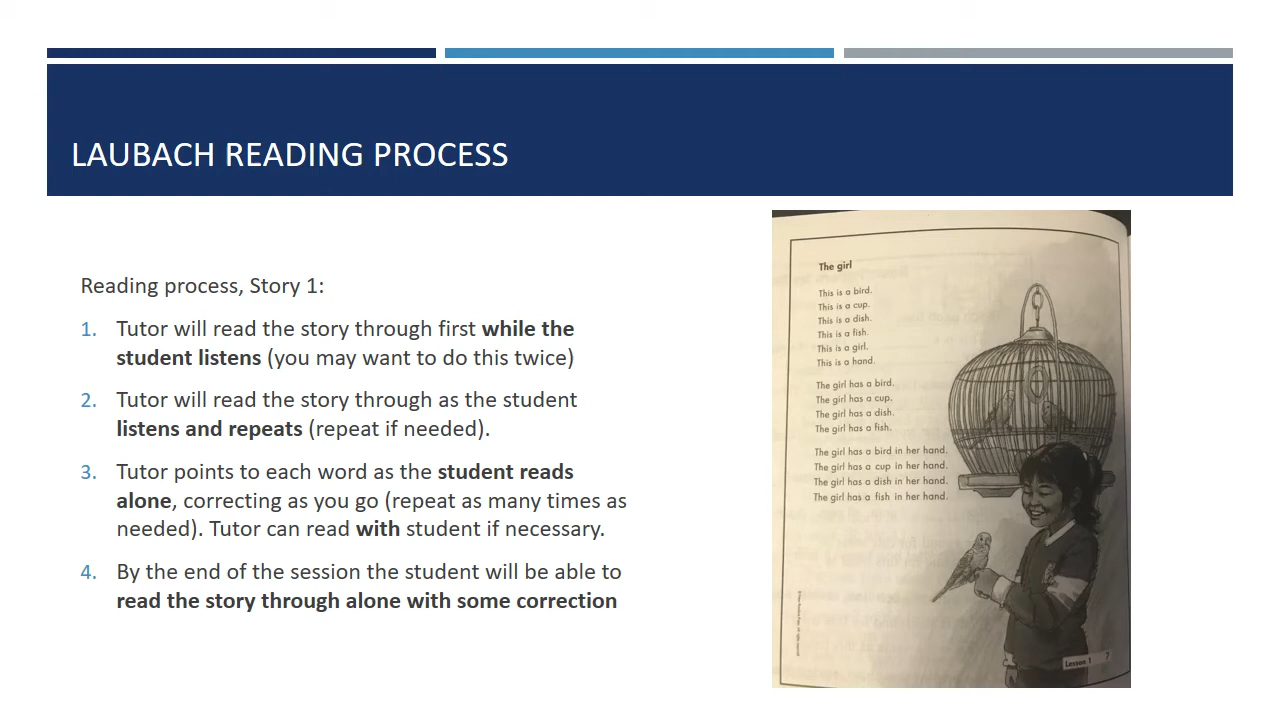 LAUBACH READING PROCESS
Reading process, Story 1:
1. Tutor will read the story through first while the
student listens (you may want to do this twice)
2. Tutor will read the story through as the student
listens and repeats (repeat if needed).
3. Tutor points to each word as the student reads
alone, correcting as you go (repeat as many times as
needed). Tutor can read with student if necessary.
4. By the end of the session the student will be able to
read the story through alone with some correction
The girl
This is a bird.
This is a cup.
This is a dish.
This is a fish.
This is a girl.
This is a hand.
The girl has a bird.
The girl has a cup.
The girl has a dish.
The girl has a fish.
The girl has a bird in her hand.
The girl has a cup in her hand.
The girl has a dish in her hand.
The girl has a fish in her hand.
Lesson 1 7